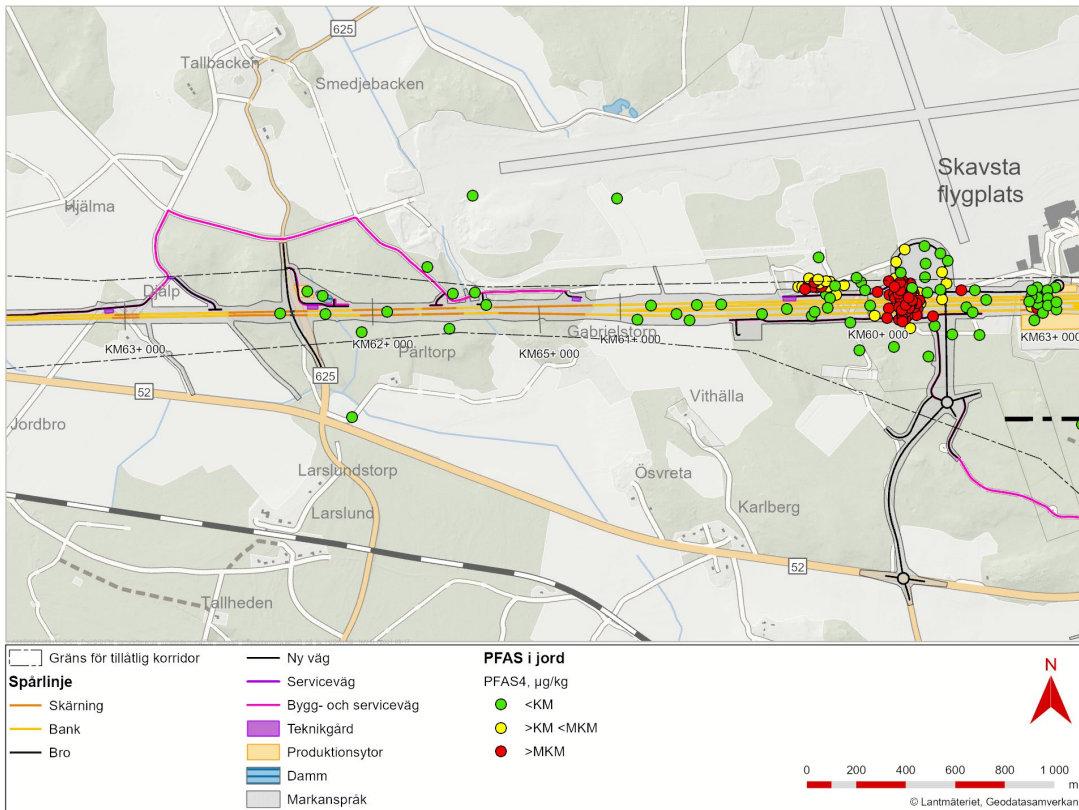 625
Tallbacken
Smedjebacken
Skavsta
flygplats
Hjälma
Djälp
KM63+ 000
KM62+ 000
Parltorp
KM65+ 000
Gabrielstorp
KM61+ 000
KM60+ 000
KM63+ 000
625
52
Vithälla
Jordbro
Larslundstorp
Ösvreta
Larslund
Karlberg
52
Tallheden
Gräns för tillåtlig korridor
Spårlinje
Skärning
Bank
Bro
Ny väg
Serviceväg
Bygg- och serviceväg
Teknikgård
Produktionsytor
Damm
Markanspråk
PFAS i jord
PFAS4, µg/kg
<KM
>KM <MKM
>MKM
N
0 200 400 600 800 1 000
m
© Lantmäteriet, Geodatasamverkan